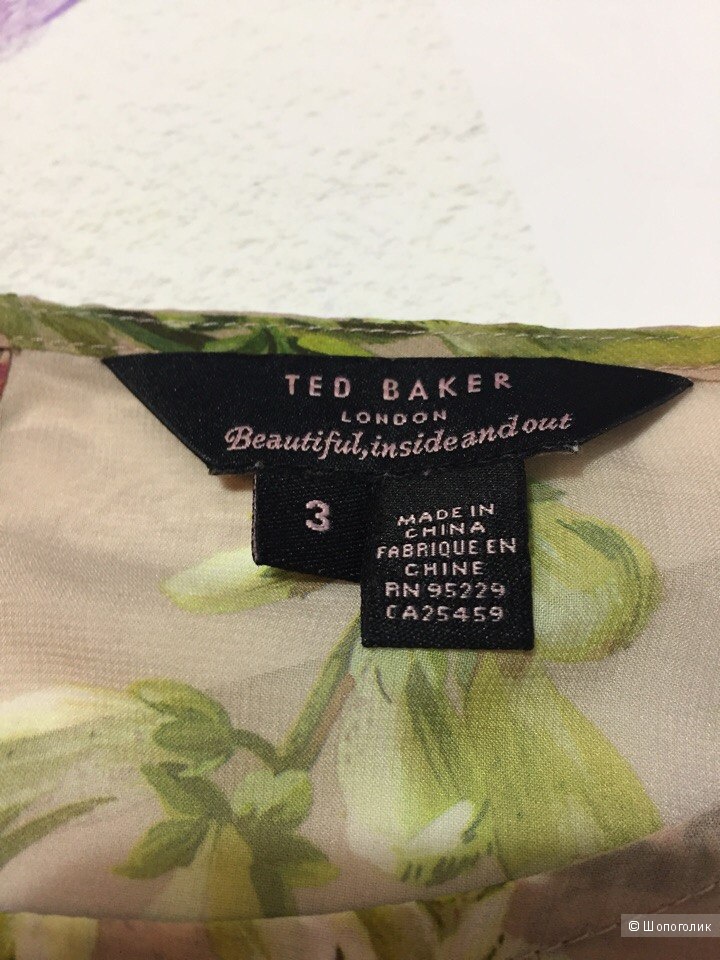 TED BAKER
LONDON
Beautiful, inside and out
3
MADE IN
CHINA
FABRIQUE EN
CHINE
RN 95229
CA25459
© Шопоголик